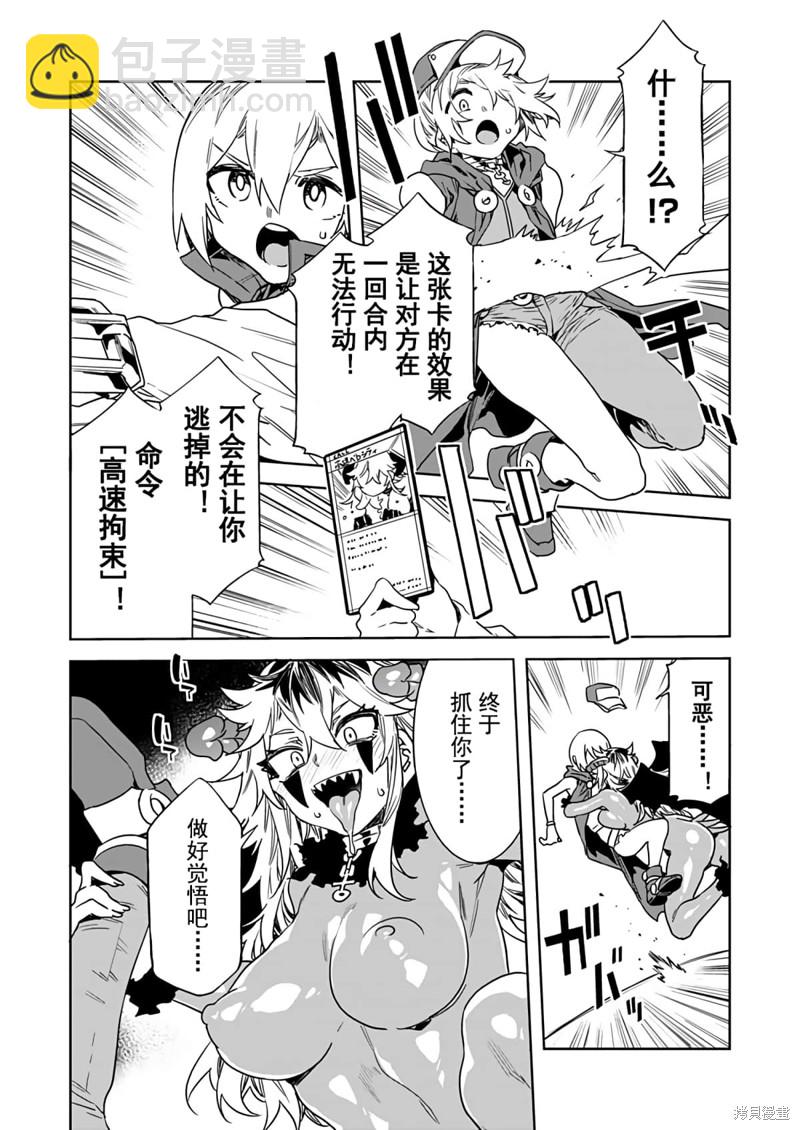 包子漫畫
baozimh.com
什……么!?
这张卡的效果
是让对方在
一回合内
无法行动！
不会在让你
逃掉的！
命令
［高速拘束］！
可恶……！
ガバッ
终于
抓住你了……
做好觉悟吧……
拷貝漫畫